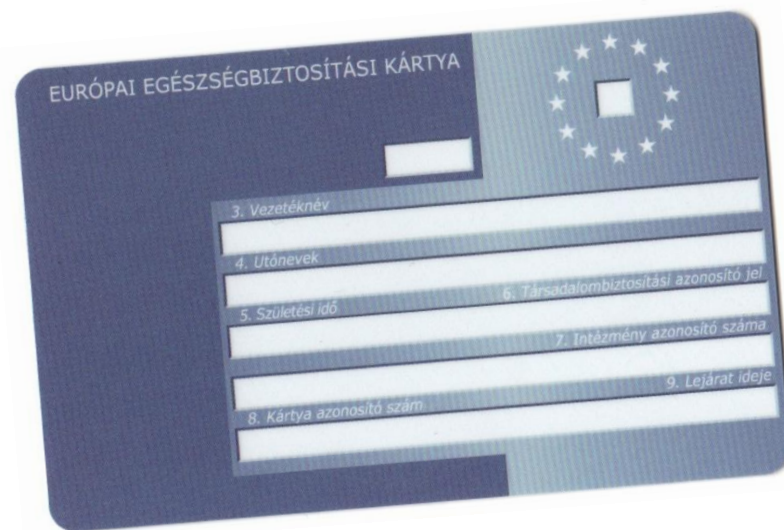 EURÓPAI EGÉSZSÉGBIZTOSÍTÁSI KÁRTYA
3. Vezetéknév
4. Utónevek
5. Születési idő
6. Társadalombiztosítási azonosító jel
7. Intézmény azonosító száma
8. Kártya azonosító szám
9. Lejárat ideje